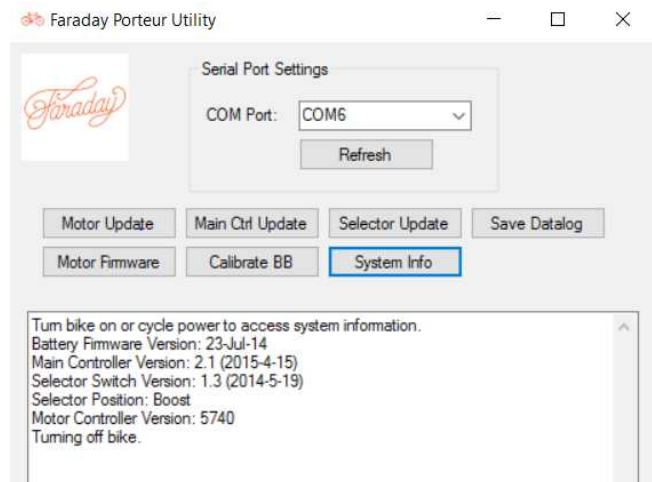 Faraday Porteur Utility
Faraday
Serial Port Settings
COM Port: COM6
Refresh
Motor Update Main Ctrl Update Selector Update Save Datalog
Motor Firmware Calibrate BB System Info
Turn bike on or cycle power to access system information.
Battery Firmware Version: 23-Jul-14
Main Controller Version: 2.1 (2015-4-15)
Selector Switch Version: 1.3 (2014-5-19)
Selector Position: Boost
Motor Controller Version: 5740
Turning off bike.